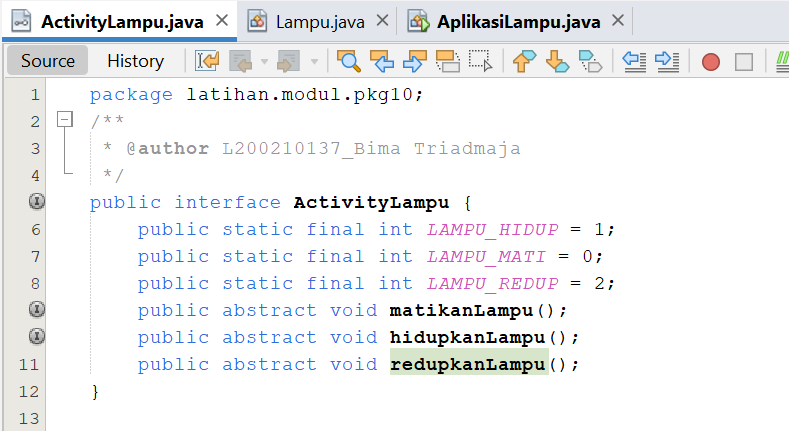 ActivityLampu.java Lampu.java AplikasiLampu.java
Source History
1 package latihan.modul.pkg10;
2 /**
3 * @author L200210137_Bima Triadmaja
4 */
public interface ActivityLampu {
6 public static final int LAMPU_HIDUP = 1;
7 public static final int LAMPU_MATI = 0;
8 public static final int LAMPU_REDUP = 2;
public abstract void matikanLampu();
public abstract void hidupkanLampu();
11 public abstract void redupkanLampu();
12 }
13